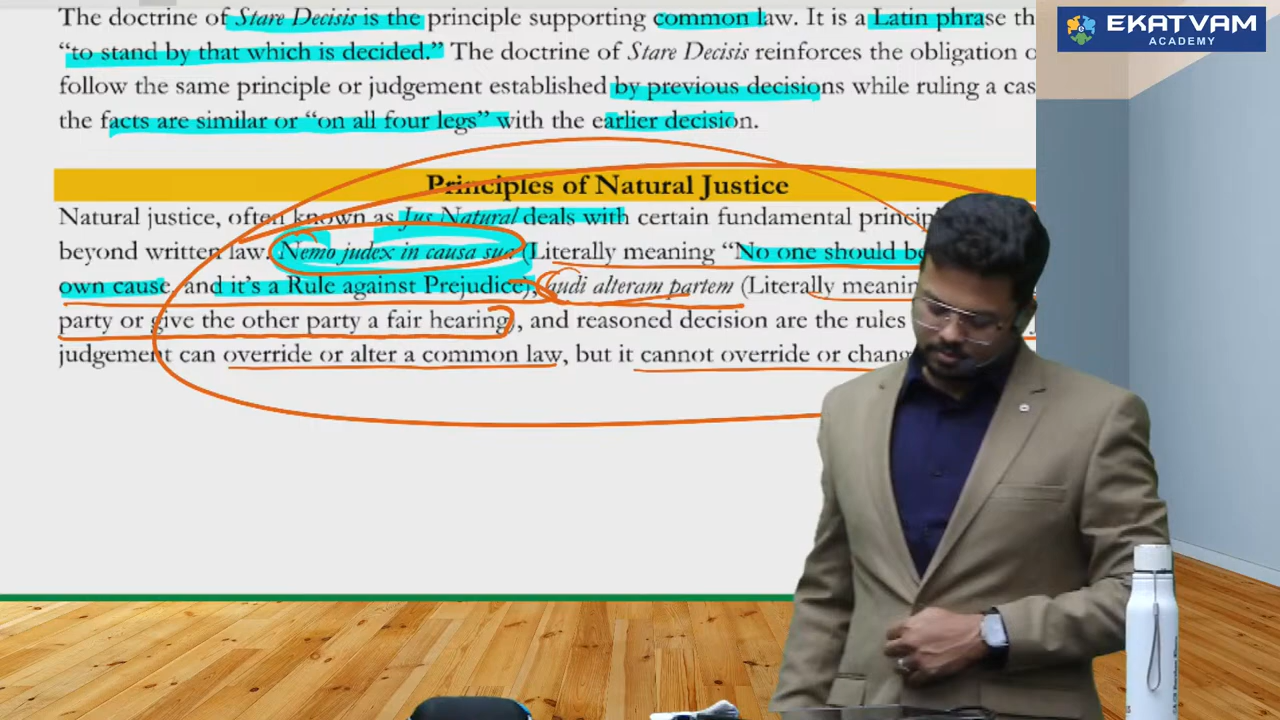 The doctrine of Stare Decisis is the principle supporting common law. It is a Latin phrase th
“to stand by that which is decided.” The doctrine of Stare Decisis reinforces the obligation o
follow the same principle or judgement established by previous decisions while ruling a cas
the facts are similar or “on all four legs” with the earlier decision.
Principles of Natural Justice
Natural justice, often known as Jus Natural deals with certain fundamental princip
beyond written law. Nemo judex in causa sua (Literally meaning “No one should be
own cause, and it’s a Rule against Prejudice), audi alteram partem (Literally meanin
party or give the other party a fair hearing), and reasoned decision are the rules
judgement can override or alter a common law, but it cannot override or chang
EKATVAM
ACADEMY